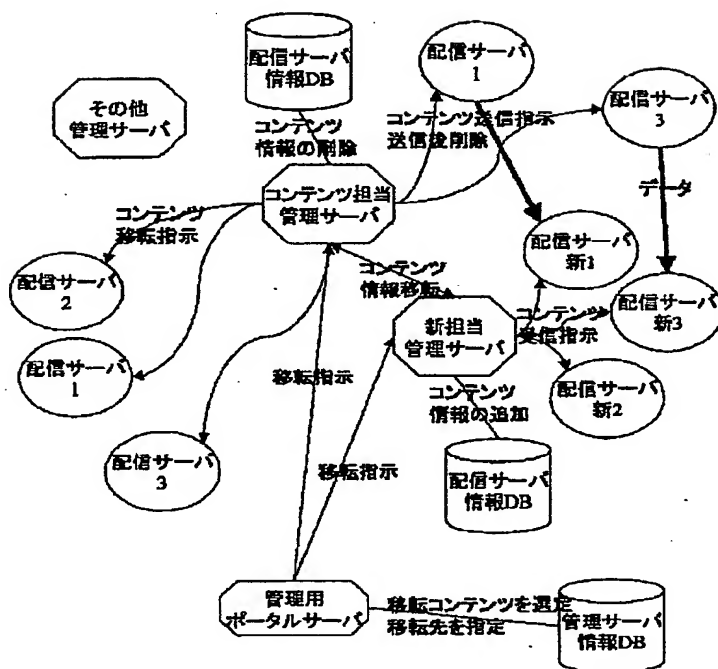 配信サーバ
情報DB
配信サーバ
1
配信サーバ
3
その他
管理サーバ
コンテンツ
情報の削除
コンテンツ送信指示
送信後削除
コンテンツ担当
管理サーバ
データ
コンテンツ
移転指示
配信サーバ
新1
配信サーバ
2
コンテンツ
情報移転
配信サーバ
新3
新担当
管理サーバ
コンテンツ
受信指示
配信サーバ
1
移転指示
配信サーバ
新2
コンテンツ
情報の追加
配信サーバ
3
移転指示
配信サーバ
情報DB
管理用
ポータルサーバ
移転コンテンツを選定
移転先を指定
管理サーバ
情報DB